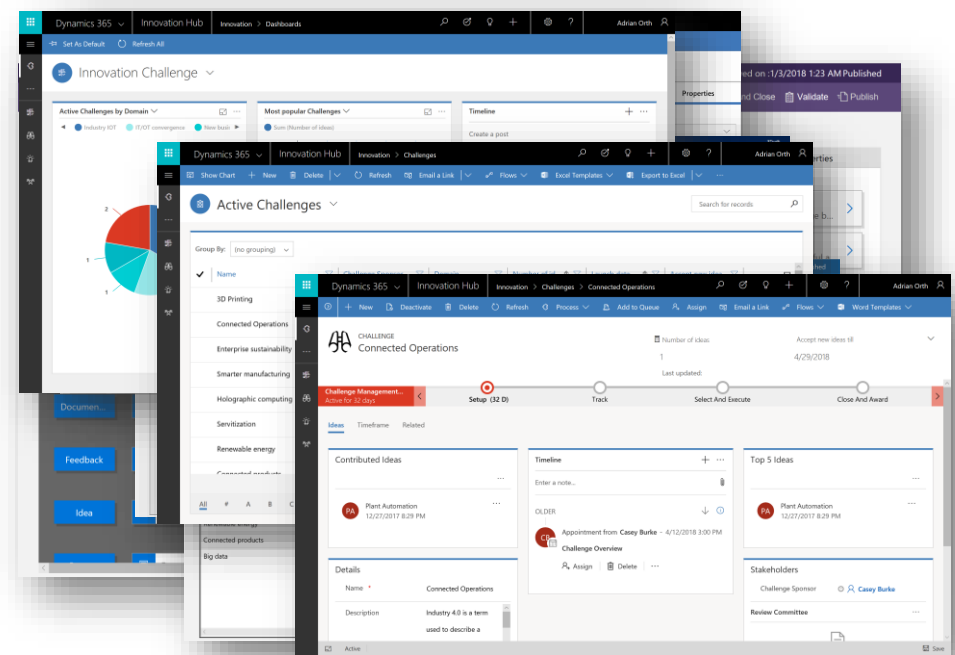 Dynamics 365 Innovation Hub Innovation > Dashboards Adrian Orth
Set As Default Refresh All
Innovation Challenge
Active Challenges by Domain
Industry IOT IT/OT convergence New busi
2
1
1
Most popular Challenges
Sum (Number of ideas)
Timeline
Create a post
Properties
ed on :1/3/2018 1:23 AM Published
nd Close Validate Publish
erties
Dynamics 365 Innovation Hub Innovation > Challenges Adrian Orth
Show Chart New Delete Refresh Email a Link Flows Excel Templates Export to Excel
Active Challenges
Search for records
Group By: (no grouping)
Name
3D Printing
Connected Operations
Enterprise sustainability
Smarter manufacturing
Holographic computing
Servitization
Renewable energy
Connected products
All # A B C
Documen...
Feedback
Idea
Renewable energy
Connected products
Big data
Dynamics 365 Innovation Hub Innovation > Challenges > Connected Operations Adrian Orth
New Deactivate Delete Refresh Process Add to Queue Assign Email a Link Flows Word Templates
CHALLENGE
Connected Operations
Number of ideas
1
Last updated:
Accept new ideas till
4/29/2018
Challenge Management...
Active for 32 days
Setup (32 D) Track Select And Execute Close And Award
Ideas Timeframe Related
Contributed Ideas
PA
Plant Automation
12/27/2017 8:29 PM
Timeline
Enter a note...
OLDER
CB
Appointment from Casey Burke - 4/12/2018 3:00 PM
Challenge Overview
Assign Delete
Top 5 Ideas
PA
Plant Automation
12/27/2017 8:29 PM
Details
Name * Connected Operations
Description Industry 4.0 is a term
used to describe a
Stakeholders
Challenge Sponsor Casey Burke
Review Committee
Active Save